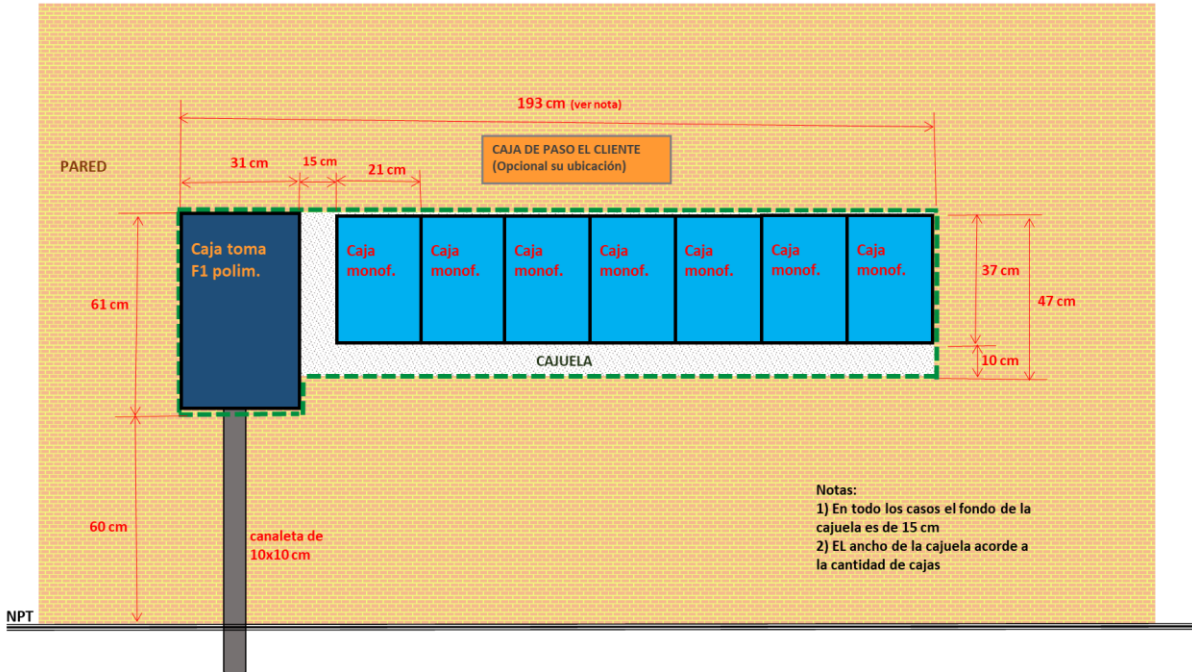 193 cm (ver nota)
CAJA DE PASO EL CLIENTE
(Opcional su ubicación)
PARED
31 cm
15 cm
21 cm
Caja toma
F1 polim.
Caja
monof.
Caja
monof.
Caja
monof.
Caja
monof.
Caja
monof.
Caja
monof.
Caja
monof.
37 cm
47 cm
61 cm
CAJUELA
10 cm
60 cm
canaleta de
10x10 cm
Notas:
1) En todo los casos el fondo de la
cajuela es de 15 cm
2) EL ancho de la cajuela acorde a
la cantidad de cajas
NPT